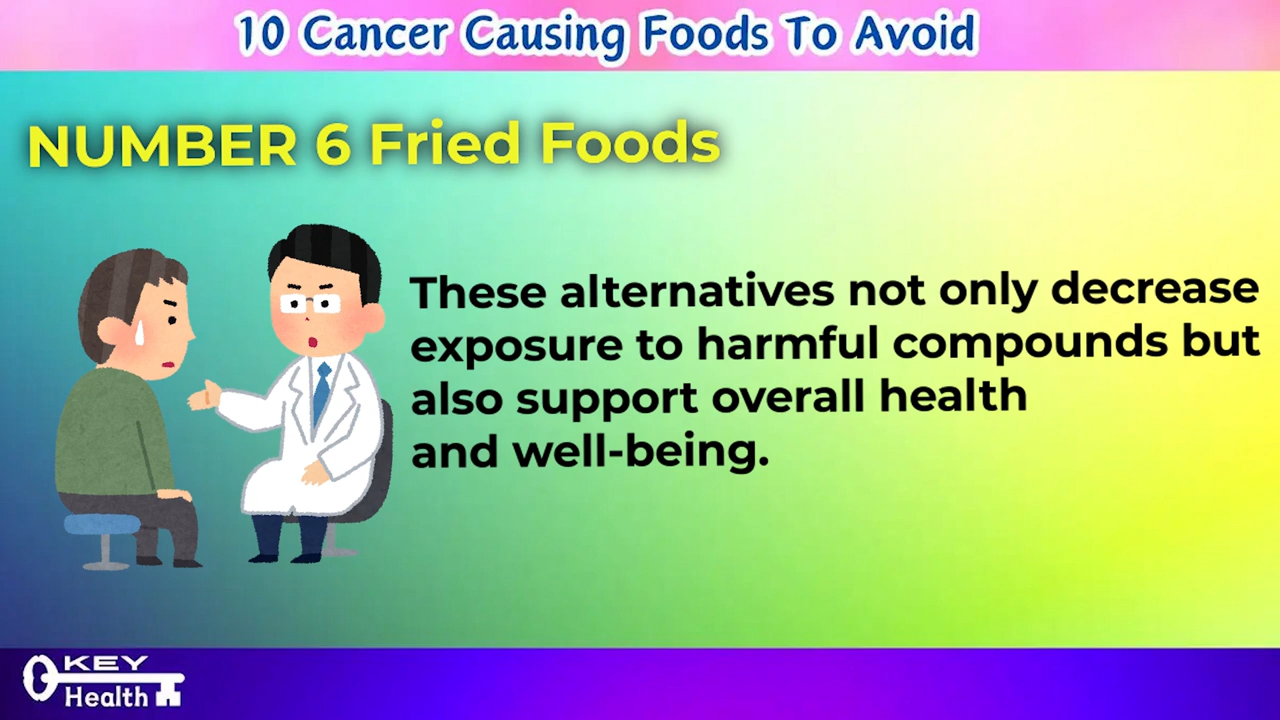 10 Cancer Causing Foods To Avoid
NUMBER 6 Fried Foods
These alternatives not only decrease
exposure to harmful compounds but
also support overall health
and well-being.
KEY
Health